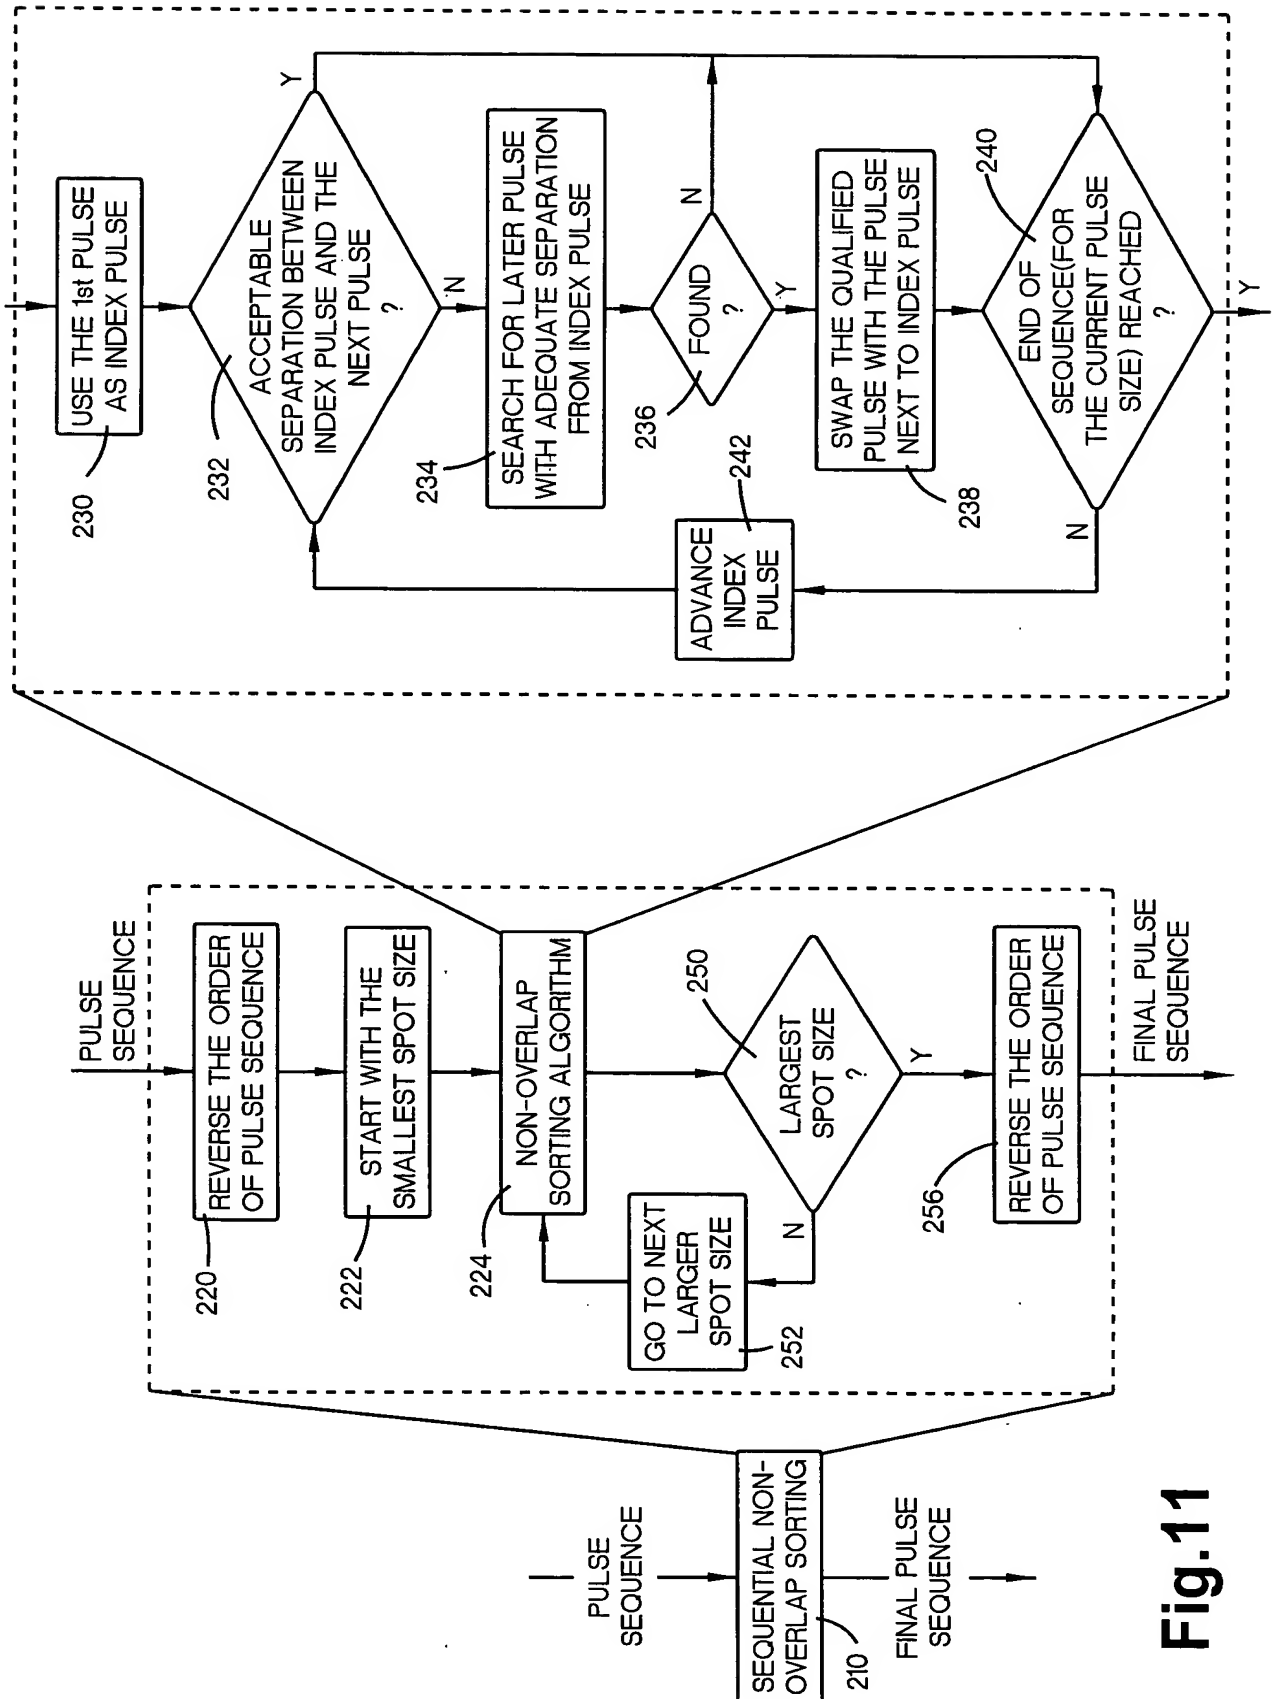 PULSE
SEQUENCE
SEQUENTIAL NON-
OVERLAP SORTING
210
FINAL PULSE
SEQUENCE
PULSE
SEQUENCE
REVERSE THE ORDER
OF PULSE SEQUENCE
220
START WITH THE
SMALLEST SPOT SIZE
222
NON-OVERLAP
SORTING ALGORITHM
224
LARGEST
SPOT SIZE
?
250
N
Y
GO TO NEXT
LARGER
SPOT SIZE
252
REVERSE THE ORDER
OF PULSE SEQUENCE
256
FINAL PULSE
SEQUENCE
USE THE 1st PULSE
AS INDEX PULSE
230
ACCEPTABLE
SEPARATION BETWEEN
INDEX PULSE AND THE
NEXT PULSE
?
232
Y
N
SEARCH FOR LATER PULSE
WITH ADEQUATE SEPARATION
FROM INDEX PULSE
234
FOUND
?
236
N
Y
SWAP THE QUALIFIED
PULSE WITH THE PULSE
NEXT TO INDEX PULSE
238
END OF
SEQUENCE(FOR
THE CURRENT PULSE
SIZE) REACHED
?
240
N
Y
ADVANCE
INDEX
PULSE
242
Fig.11